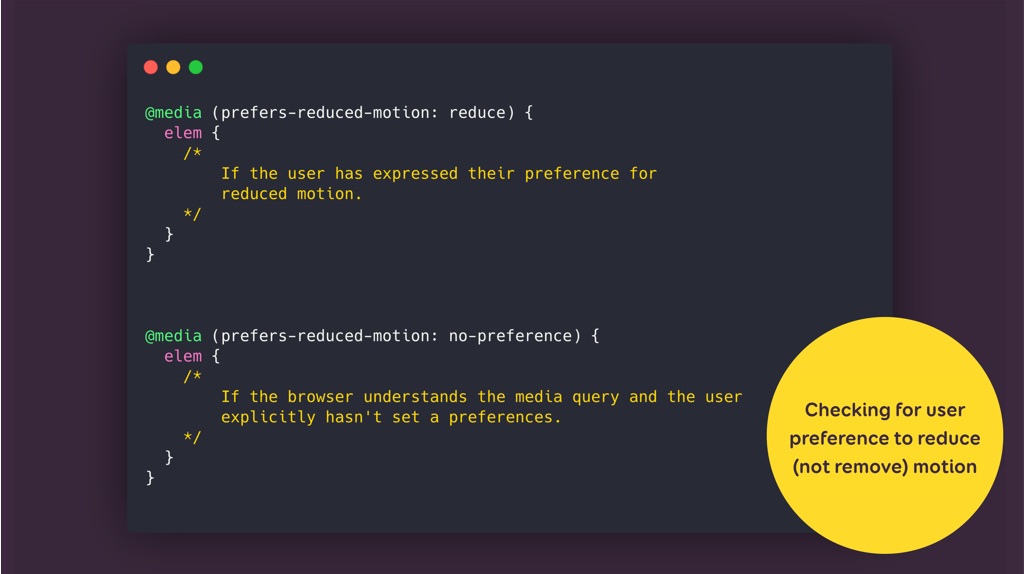 @media (prefers-reduced-motion: reduce) {
  elem {
    /*
        If the user has expressed their preference for
        reduced motion.
    */
  }
}
@media (prefers-reduced-motion: no-preference) {
  elem {
    /*
        If the browser understands the media query and the user
        explicitly hasn't set a preferences.
    */
  }
}
Checking for user
preference to reduce
(not remove) motion